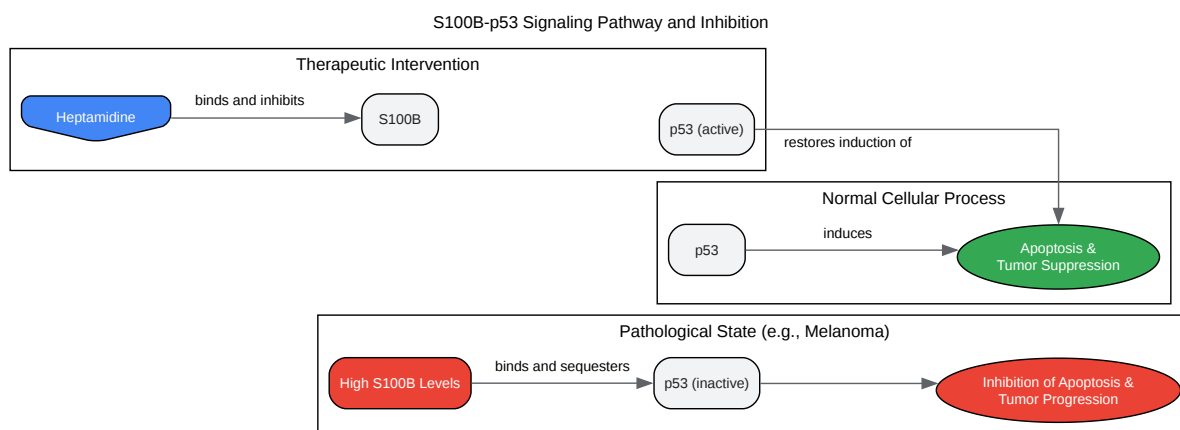 S100B-p53 Signaling Pathway and Inhibition
Therapeutic Intervention
Heptamidine
binds and inhibits
S100B
p53 (active)
restores induction of
Normal Cellular Process
p53
induces
Apoptosis &
Tumor Suppression
Pathological State (e.g., Melanoma)
High S100B Levels
binds and sequesters
p53 (inactive)
Inhibition of Apoptosis &
Tumor Progression